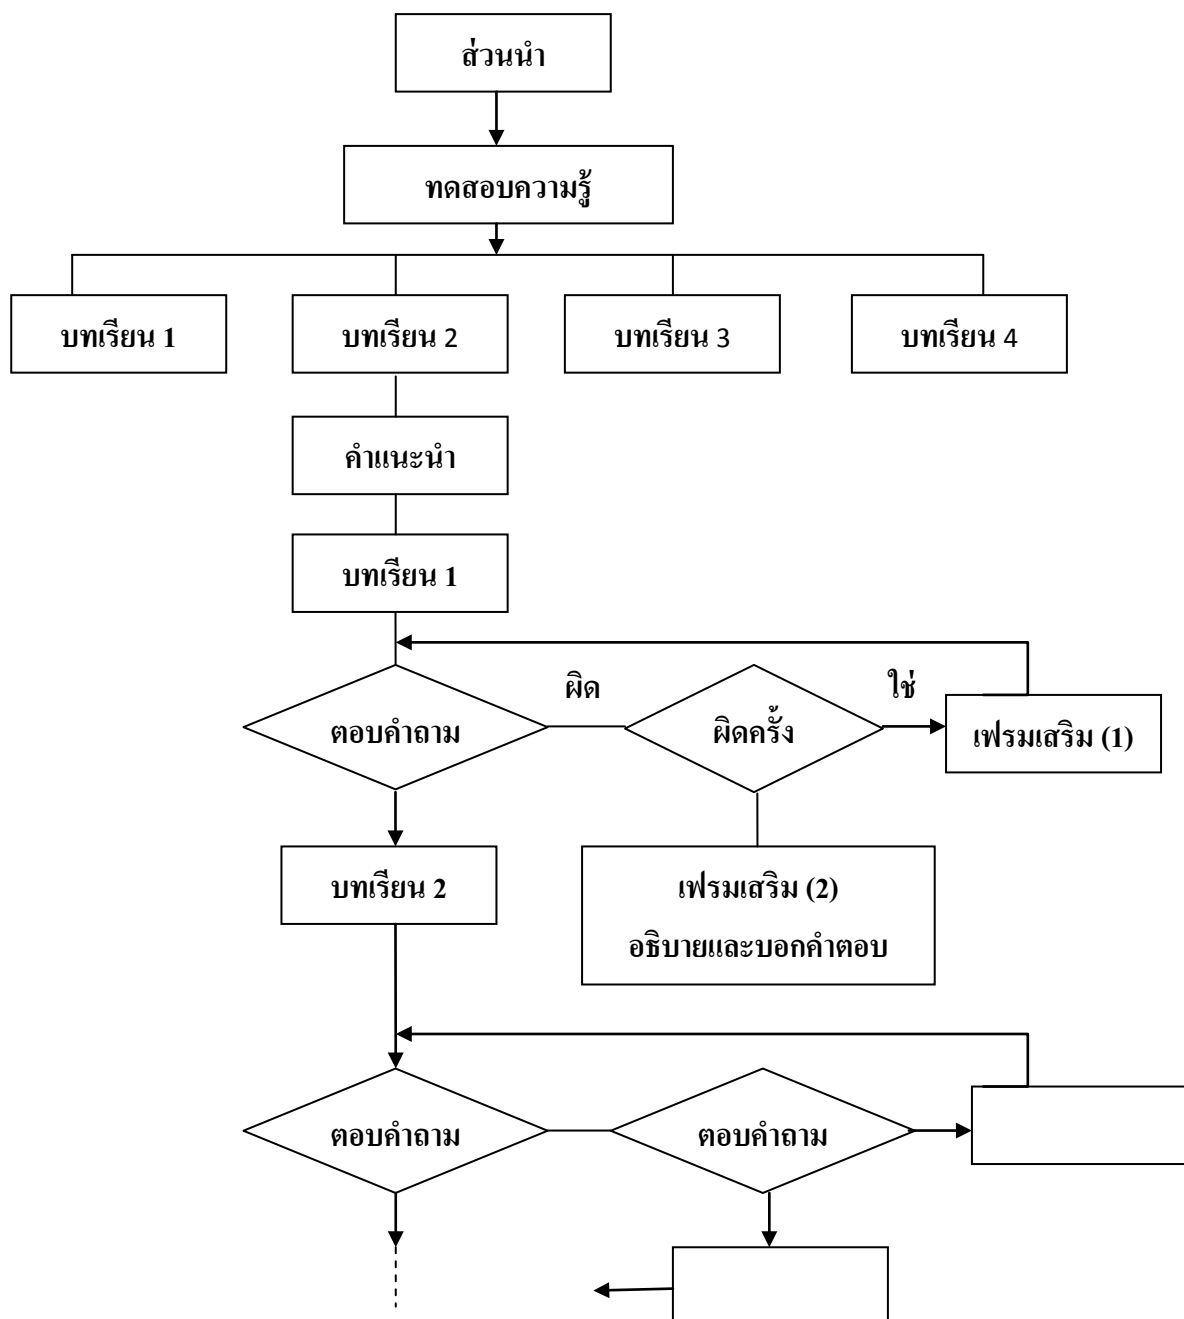 ส่วนนำ
ทดสอบความรู้
บทเรียน 1
บทเรียน 2
บทเรียน 3
บทเรียน 4
คำแนะนำ
บทเรียน 1
ผิด
ใช่
ตอบคำถาม
ผิดครั้ง
เฟรมเสริม (1)
บทเรียน 2
เฟรมเสริม (2)
อธิบายและบอกคำตอบ
ตอบคำถาม
ตอบคำถาม